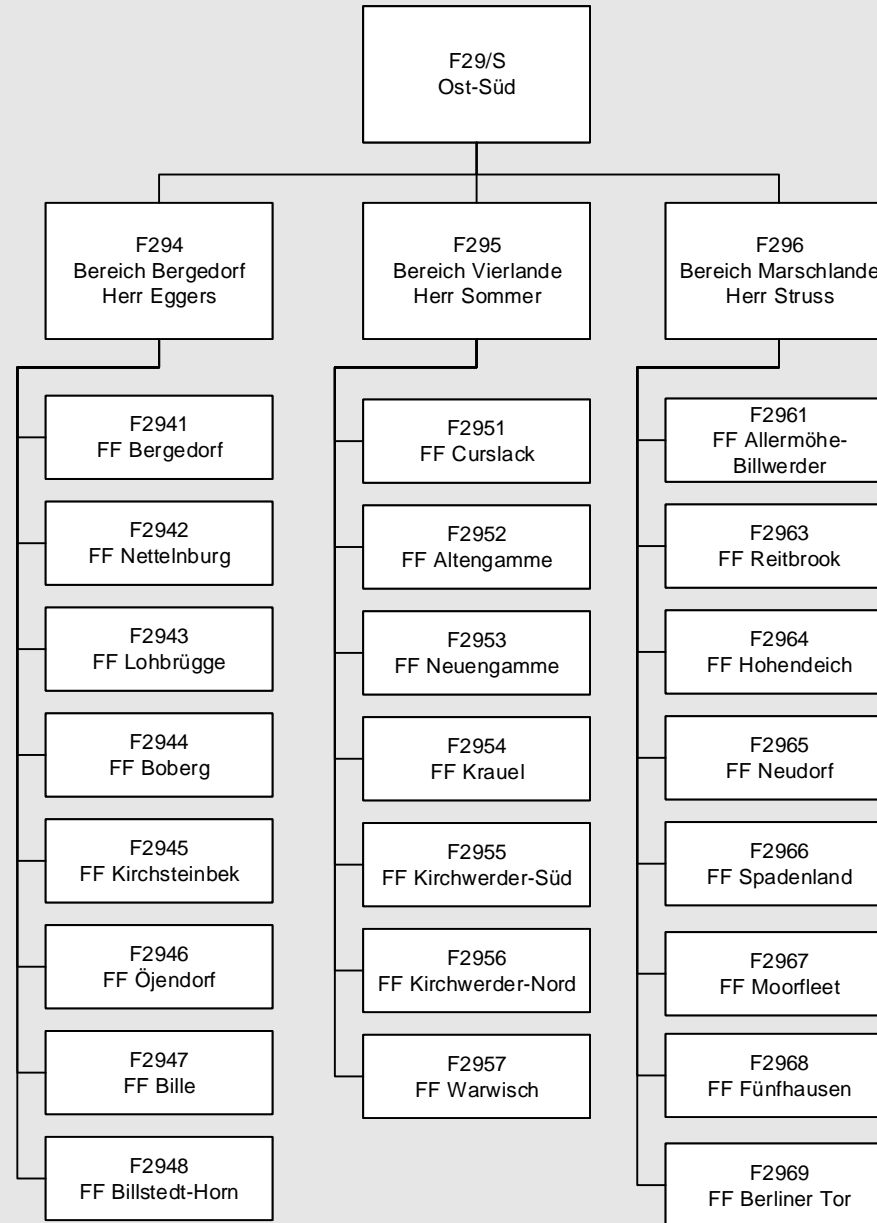 F29/S
Ost-Süd
F294
Bereich Bergedorf
Herr Eggers
F295
Bereich Vierlande
Herr Sommer
F296
Bereich Marschlande
Herr Struss
F2941
FF Bergedorf
F2942
FF Nettelnburg
F2943
FF Lohbrügge
F2944
FF Boberg
F2945
FF Kirchsteinbek
F2946
FF Öjendorf
F2947
FF Bille
F2948
FF Billstedt-Horn
F2951
FF Curslack
F2952
FF Altengamme
F2953
FF Neuengamme
F2954
FF Krauel
F2955
FF Kirchwerder-Süd
F2956
FF Kirchwerder-Nord
F2957
FF Warwisch
F2961
FF Allermöhe-
Billwerder
F2963
FF Reitbrook
F2964
FF Hohendeich
F2965
FF Neudorf
F2966
FF Spadenland
F2967
FF Moorfleet
F2968
FF Fünfhausen
F2969
FF Berliner Tor